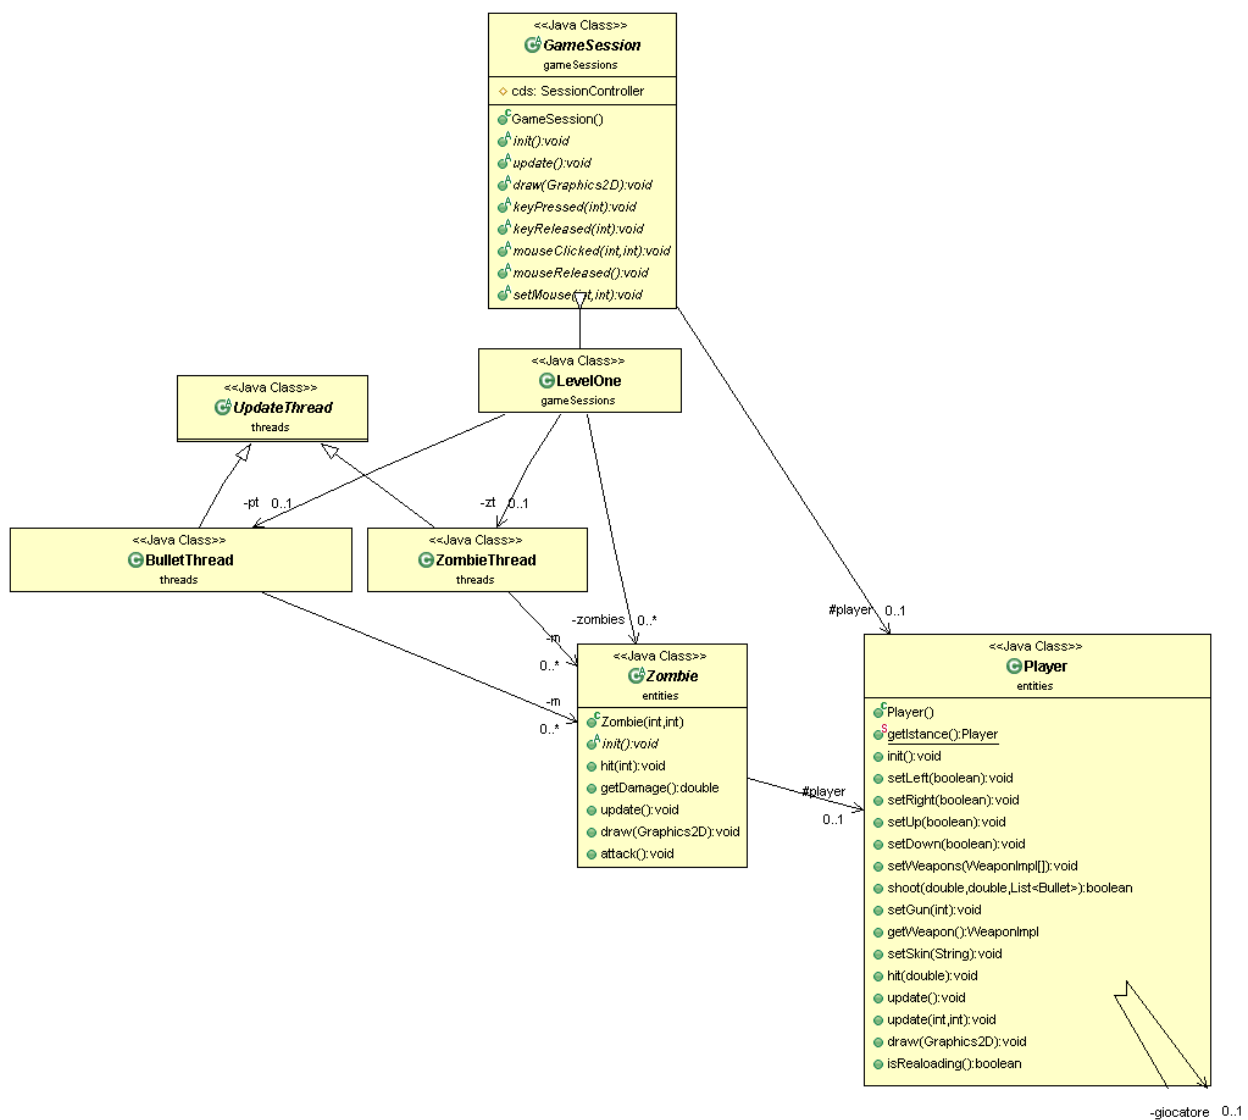 <<Java Class>>
GameSession
gameSessions
cds: SessionController
GameSession()
init():void
update():void
draw(Graphics2D):void
keyPressed(int):void
keyReleased(int):void
mouseClicked(int,int):void
mouseReleased():void
setMouse(int,int):void
<<Java Class>>
LevelOne
gameSessions
<<Java Class>>
UpdateThread
threads
-pt 0..1
-zt 0..1
<<Java Class>>
BulletThread
threads
<<Java Class>>
ZombieThread
threads
-zombies 0..*
-m
0..*
-m
0..*
#player 0..1
<<Java Class>>
Zombie
entities
Zombie(int,int)
init():void
hit(int):void
getDamage():double
update():void
draw(Graphics2D):void
attack():void
#player
0..1
<<Java Class>>
Player
entities
Player()
getIstance():Player
init():void
setLeft(boolean):void
setRight(boolean):void
setUp(boolean):void
setDown(boolean):void
setWeapons(WeaponImpl[]):void
shoot(double,double,List<Bullet>):boolean
setGun(int):void
getWeapon():WeaponImpl
setSkin(String):void
hit(double):void
update():void
update(int,int):void
draw(Graphics2D):void
isRealoading():boolean
-giocatore 0..1